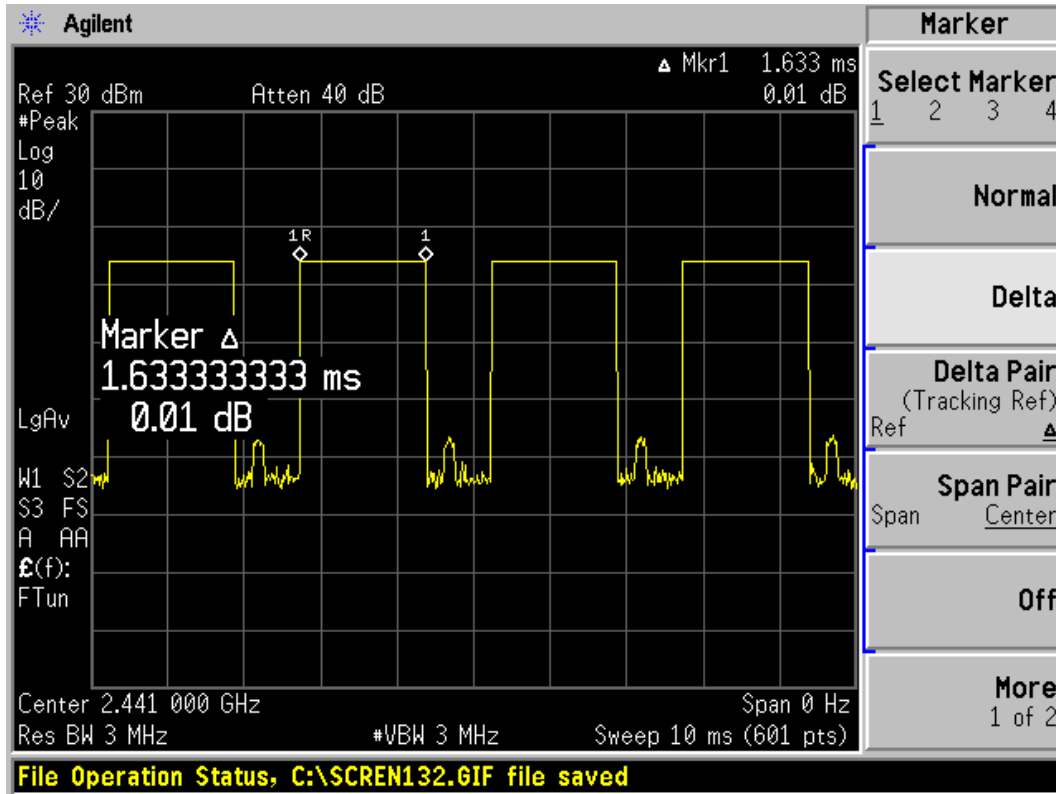 Agilent
Marker
Δ Mkr1 1.633 ms
Ref 30 dBm Atten 40 dB 0.01 dB
#Peak
Log
10
dB/
1R 1
Marker Δ
1.633333333 ms
0.01 dB
LgAv
W1 S2
S3 FS
A AA
£(f):
FTun
Center 2.441 000 GHz Span 0 Hz
Res BW 3 MHz #VBW 3 MHz Sweep 10 ms (601 pts)
File Operation Status, C:\SCREN132.GIF file saved
Select Marker
1 2 3 4
Normal
Delta
Delta Pair
(Tracking Ref)
Ref Δ
Span Pair
Span Center
Off
More
1 of 2